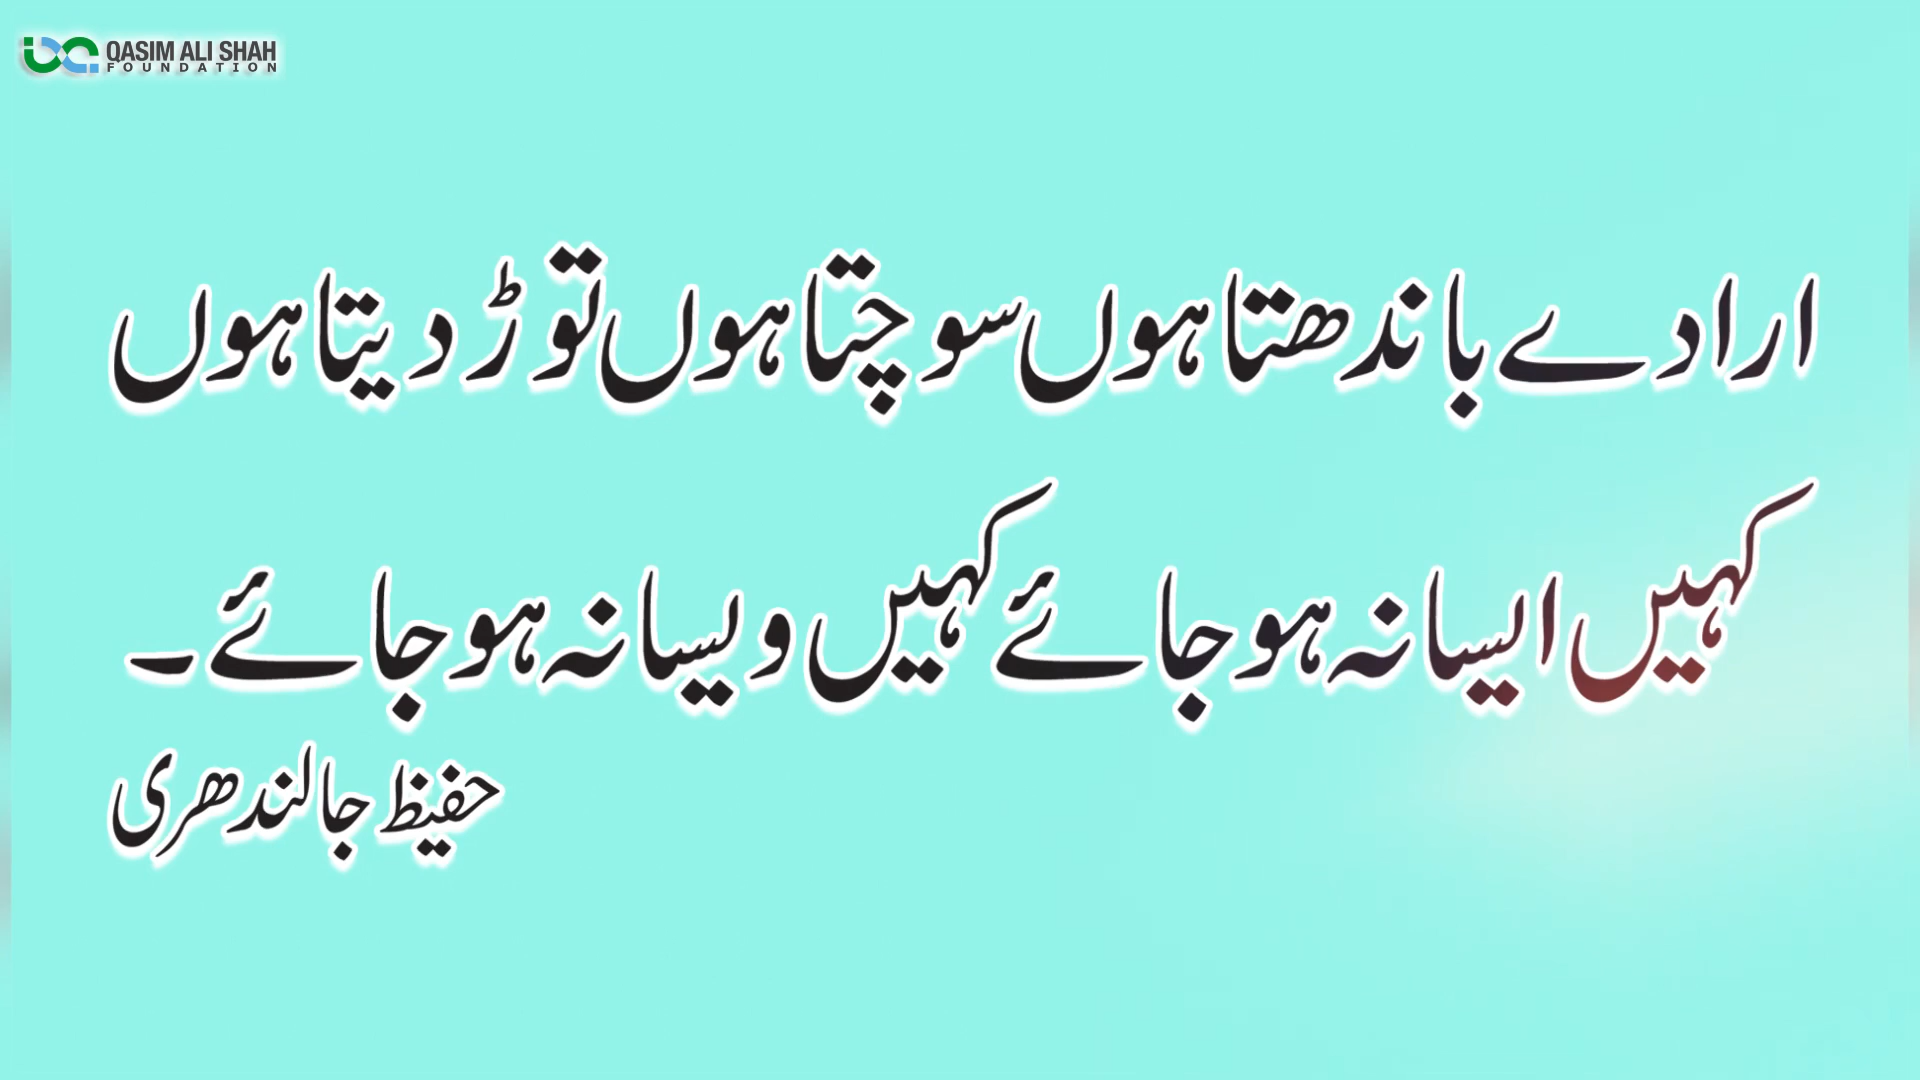 QASIM ALI SHAH
FOUNDATION
ارادے باندھتا ہوں سوچتا ہوں توڑ دیتا ہوں
کہیں ایسا نہ ہو جائے کہیں ویسا نہ ہو جائے۔
حفیظ جالندھری